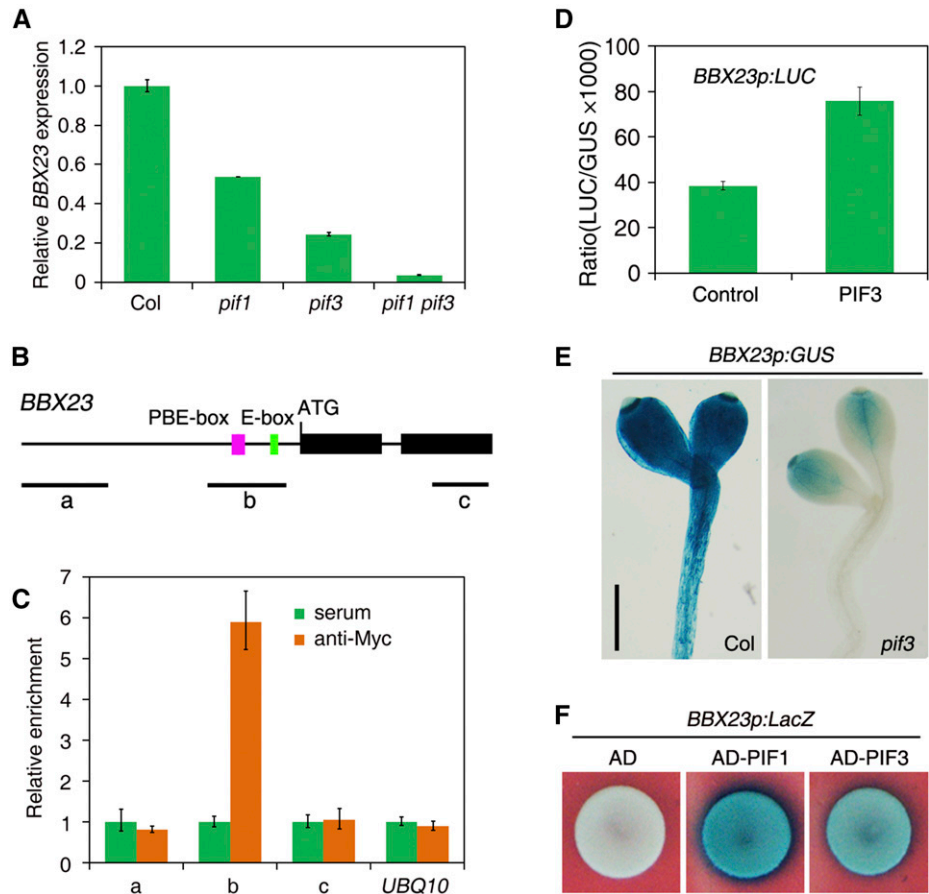 A
Relative BBX23 expression
1.2
1.0
0.8
0.6
0.4
0.2
0
Col
pif1
pif3
pif1 pif3
B
BBX23
PBE-box
E-box
ATG
a
b
c
C
Relative enrichment
7
6
5
4
3
2
1
0
serum
anti-Myc
a
b
c
UBQ10
D
Ratio(LUC/GUS ×1000)
100
80
60
40
20
0
BBX23p:LUC
Control
PIF3
E
BBX23p:GUS
Col
pif3
F
BBX23p:LacZ
AD
AD-PIF1
AD-PIF3